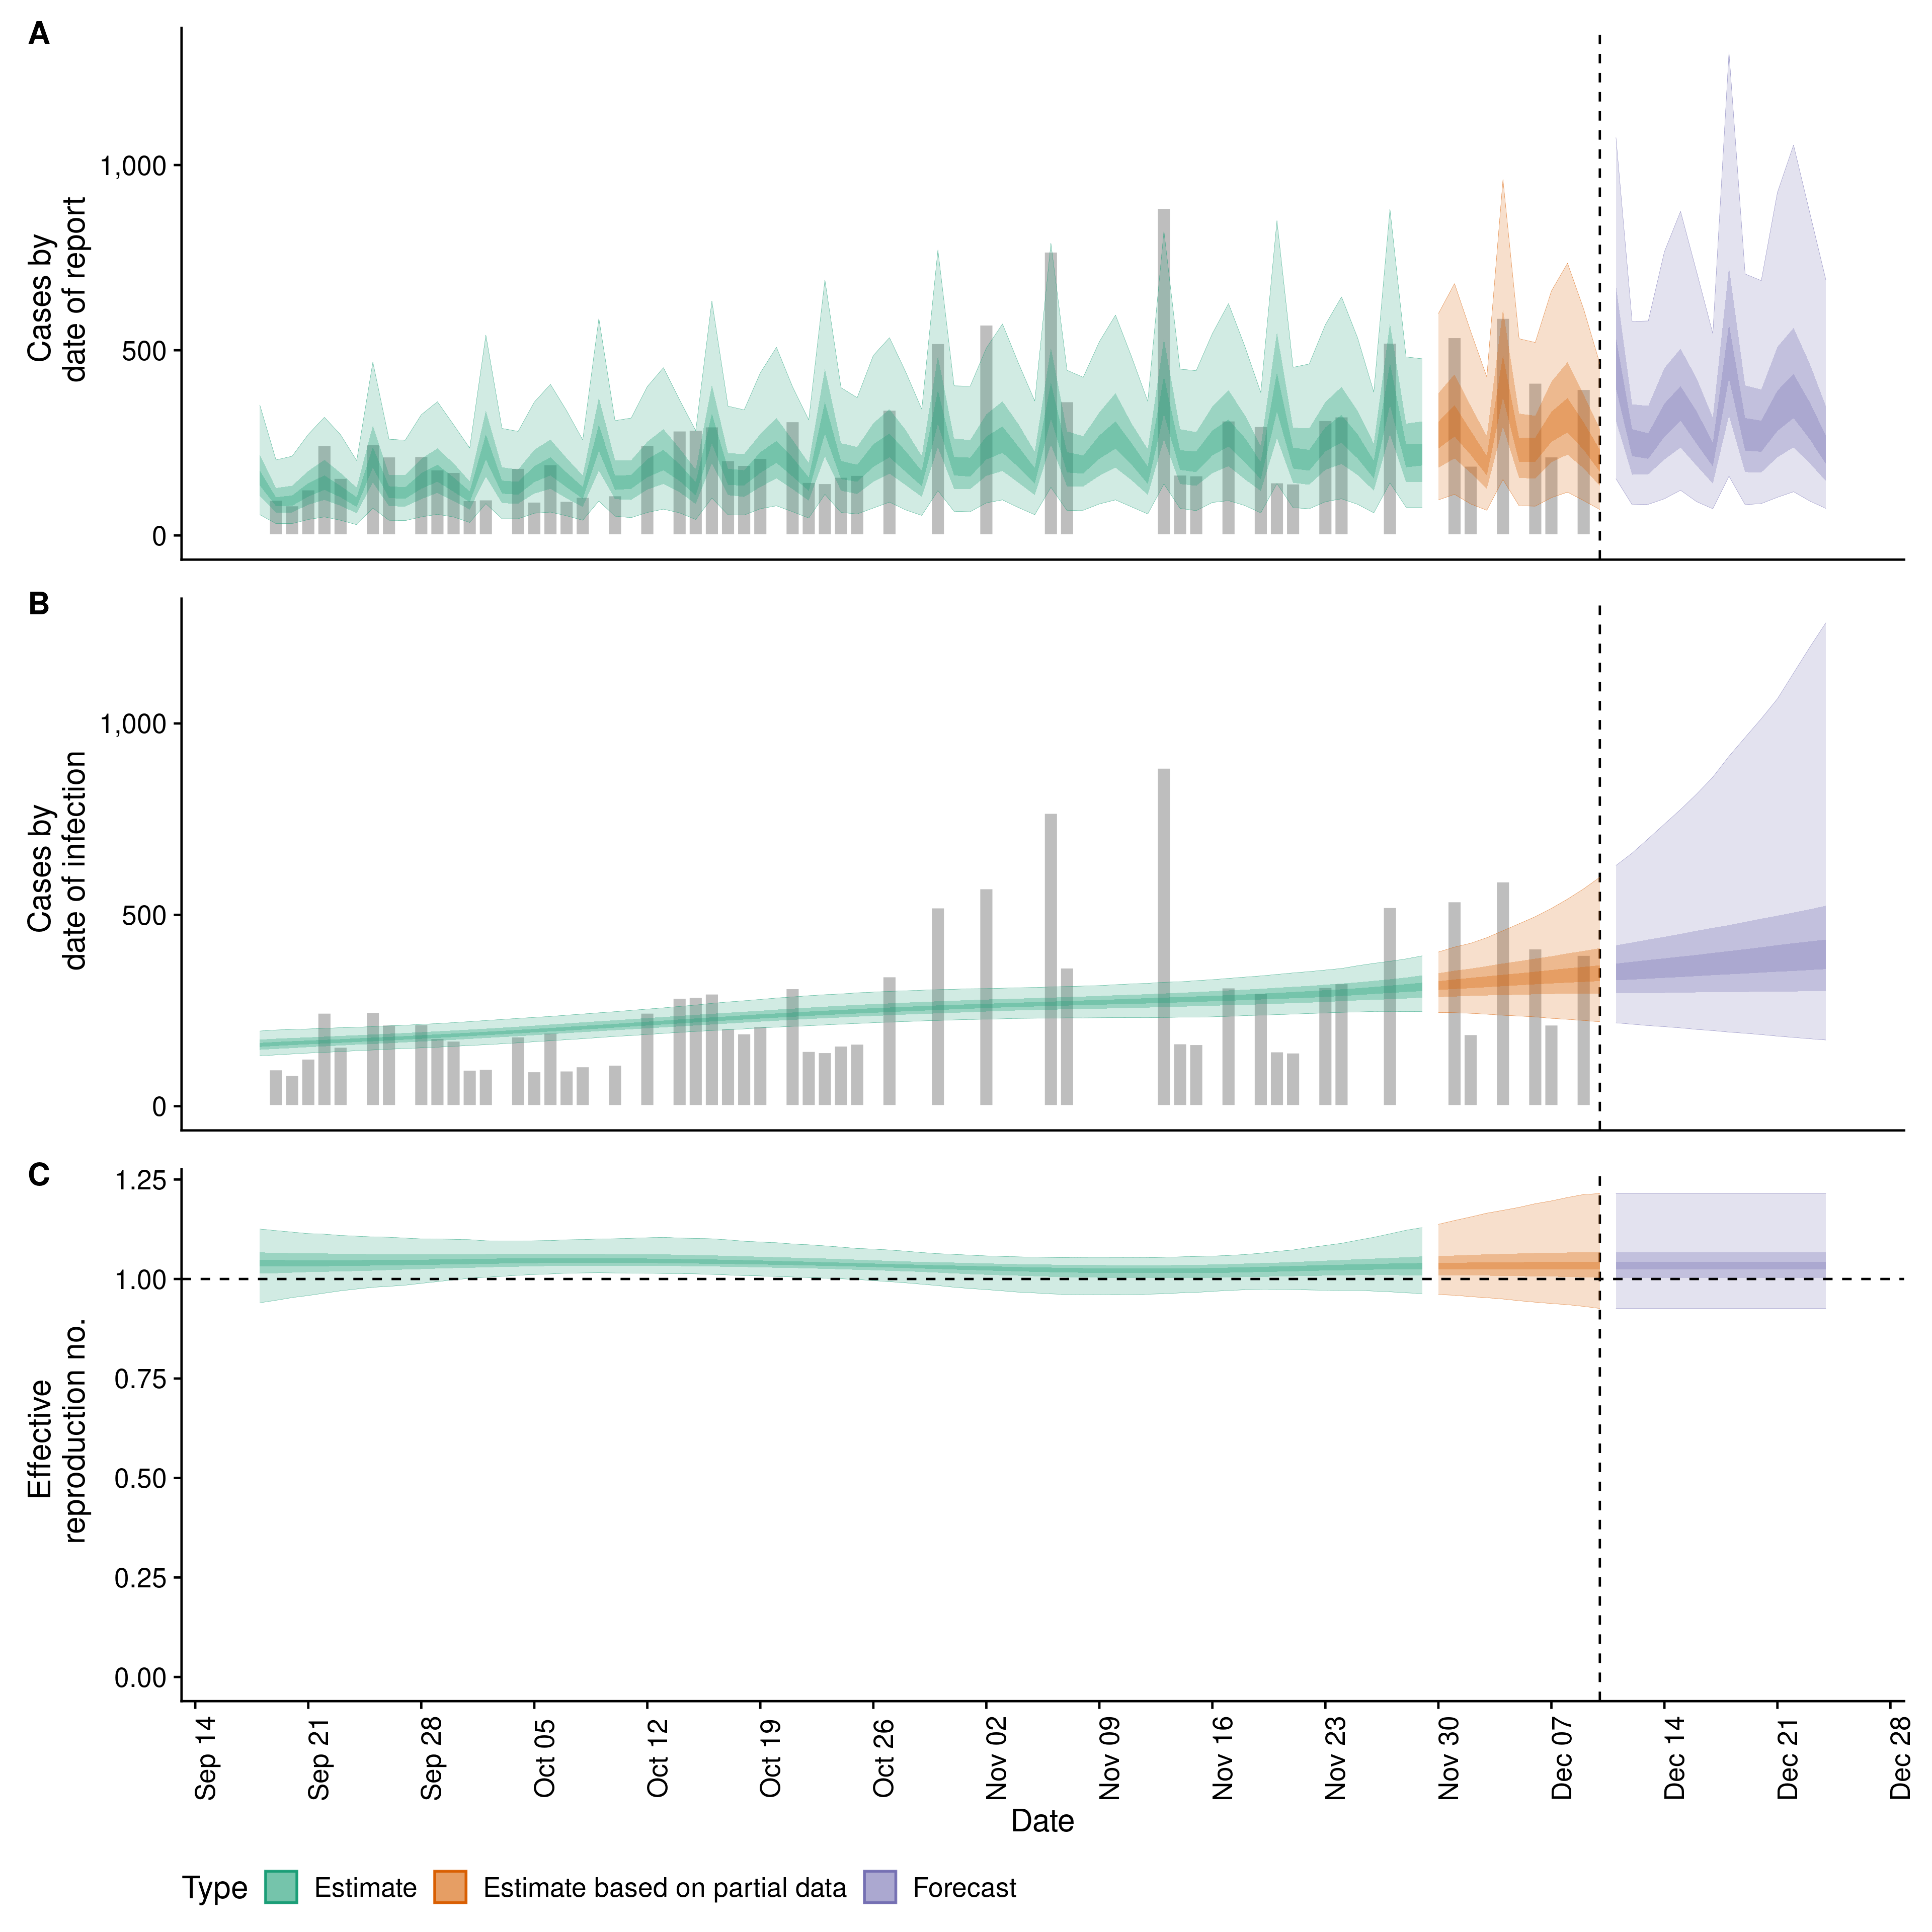 A
Cases by
date of report
1,000
500
0
B
Cases by
date of infection
1,000
500
0
C
Effective
reproduction no.
1.25
1.00
0.75
0.50
0.25
0.00
Sep 14
Sep 21
Sep 28
Oct 05
Oct 12
Oct 19
Oct 26
Nov 02
Nov 09
Nov 16
Nov 23
Nov 30
Dec 07
Dec 14
Dec 21
Dec 28
Date
Type Estimate Estimate based on partial data Forecast